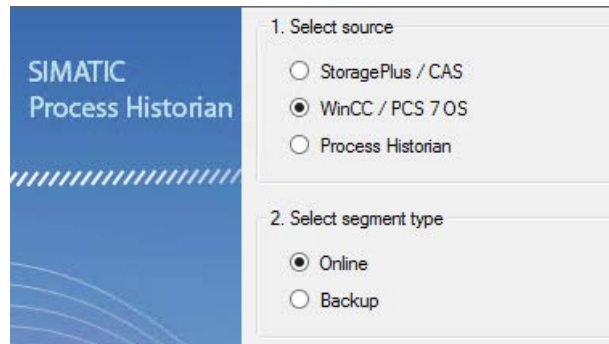 SIMATIC
Process Historian
1. Select source
StoragePlus / CAS
WinCC / PCS 7 OS
Process Historian
2. Select segment type
Online
Backup